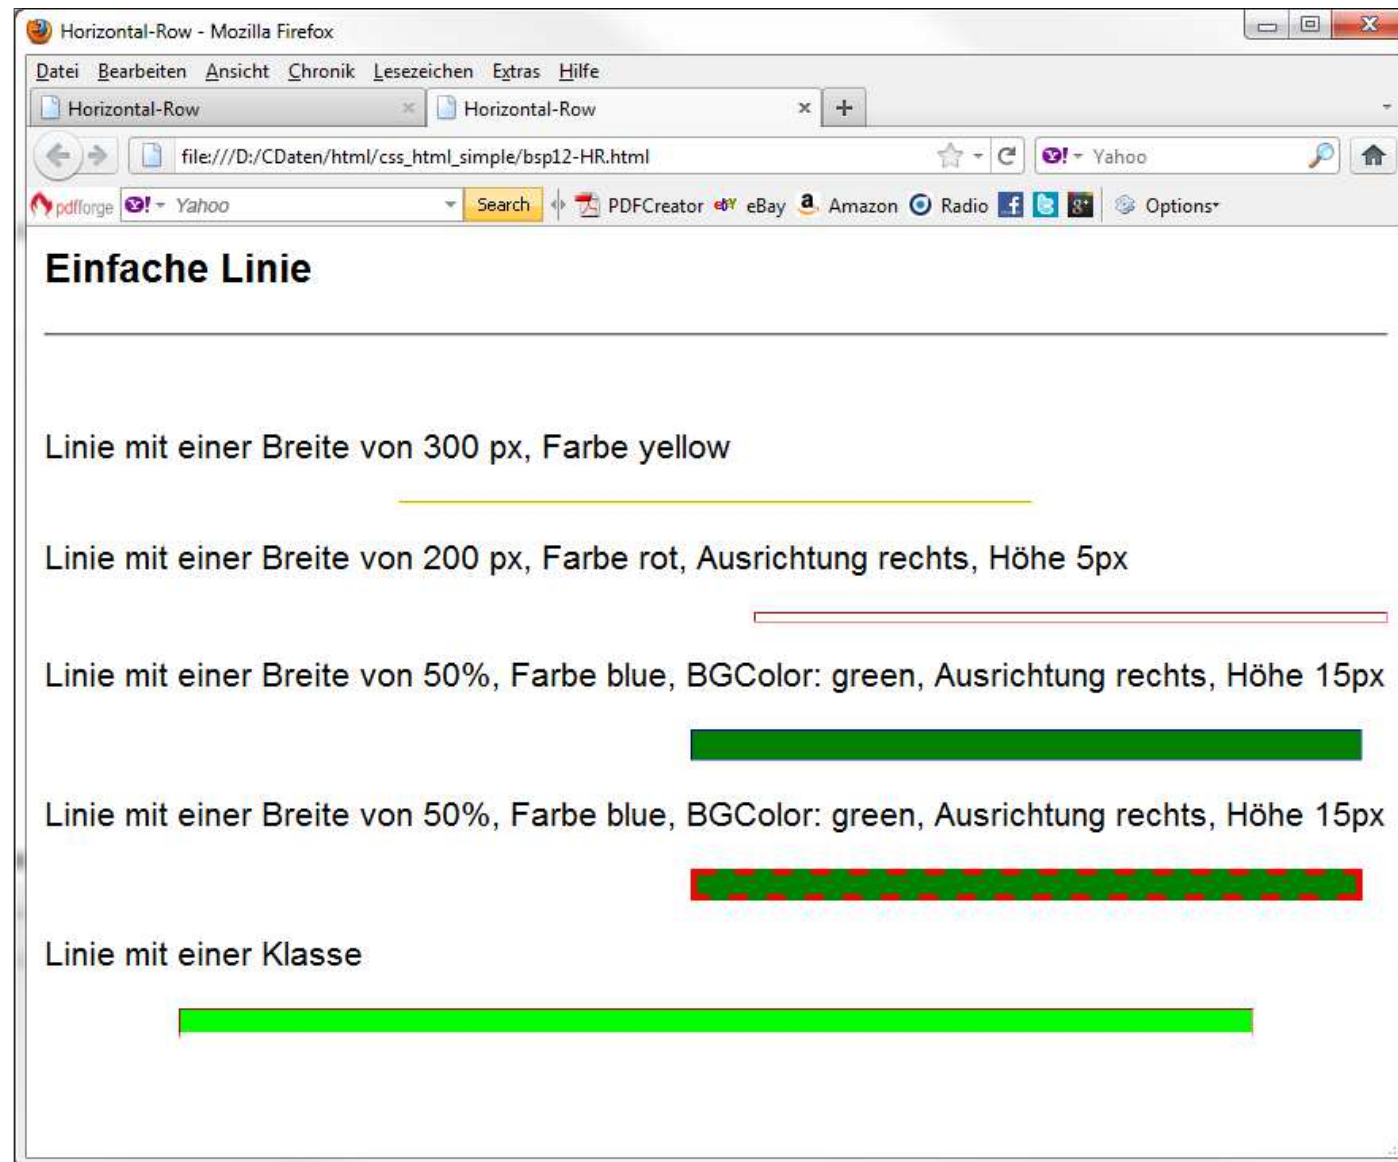 Horizontal-Row - Mozilla Firefox
Datei Bearbeiten Ansicht Chronik Lesezeichen Extras Hilfe
Horizontal-Row Horizontal-Row
file:///D:/CDaten/html/css_html_simple/bsp12-HR.html Yahoo
pdfforge Yahoo Search PDFCreator eBay Amazon Radio Options
Einfache Linie
Linie mit einer Breite von 300 px, Farbe yellow
Linie mit einer Breite von 200 px, Farbe rot, Ausrichtung rechts, Höhe 5px
Linie mit einer Breite von 50%, Farbe blue, BGColor: green, Ausrichtung rechts, Höhe 15px
Linie mit einer Breite von 50%, Farbe blue, BGColor: green, Ausrichtung rechts, Höhe 15px
Linie mit einer Klasse